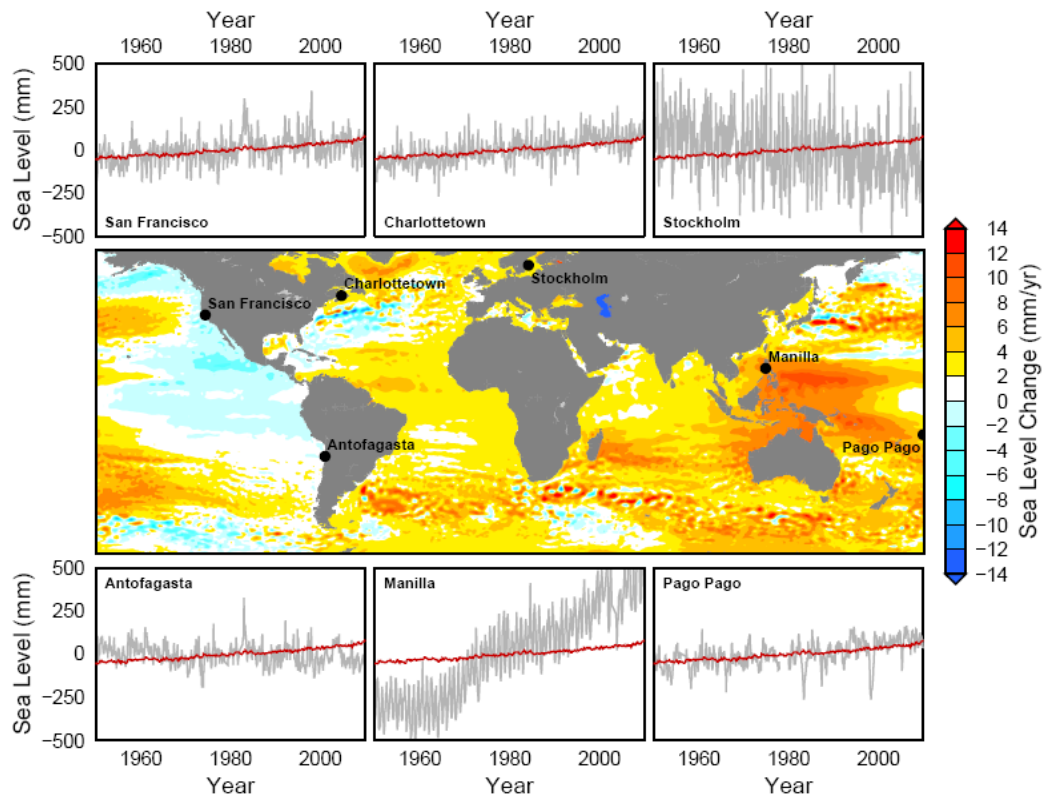 Year Year Year
1960 1980 2000 1960 1980 2000 1960 1980 2000
Sea Level (mm)
500
250
0
−250
−500
San Francisco
Charlottetown
Stockholm
Stockholm
Charlottetown
San Francisco
Manilla
Antofagasta
Pago Pago
14
12
10
8
6
4
2
0
−2
−4
−6
−8
−10
−12
−14
Sea Level Change (mm/yr)
Sea Level (mm)
500
250
0
−250
−500
Antofagasta
Manilla
Pago Pago
1960 1980 2000 1960 1980 2000 1960 1980 2000
Year Year Year